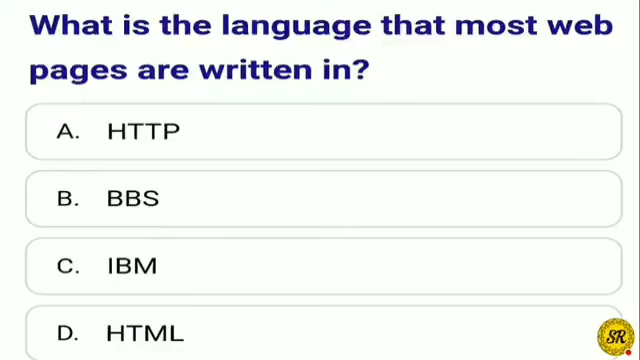 What is the language that most web
pages are written in?
A. HTTP
B. BBS
C. IBM
D. HTML
SR